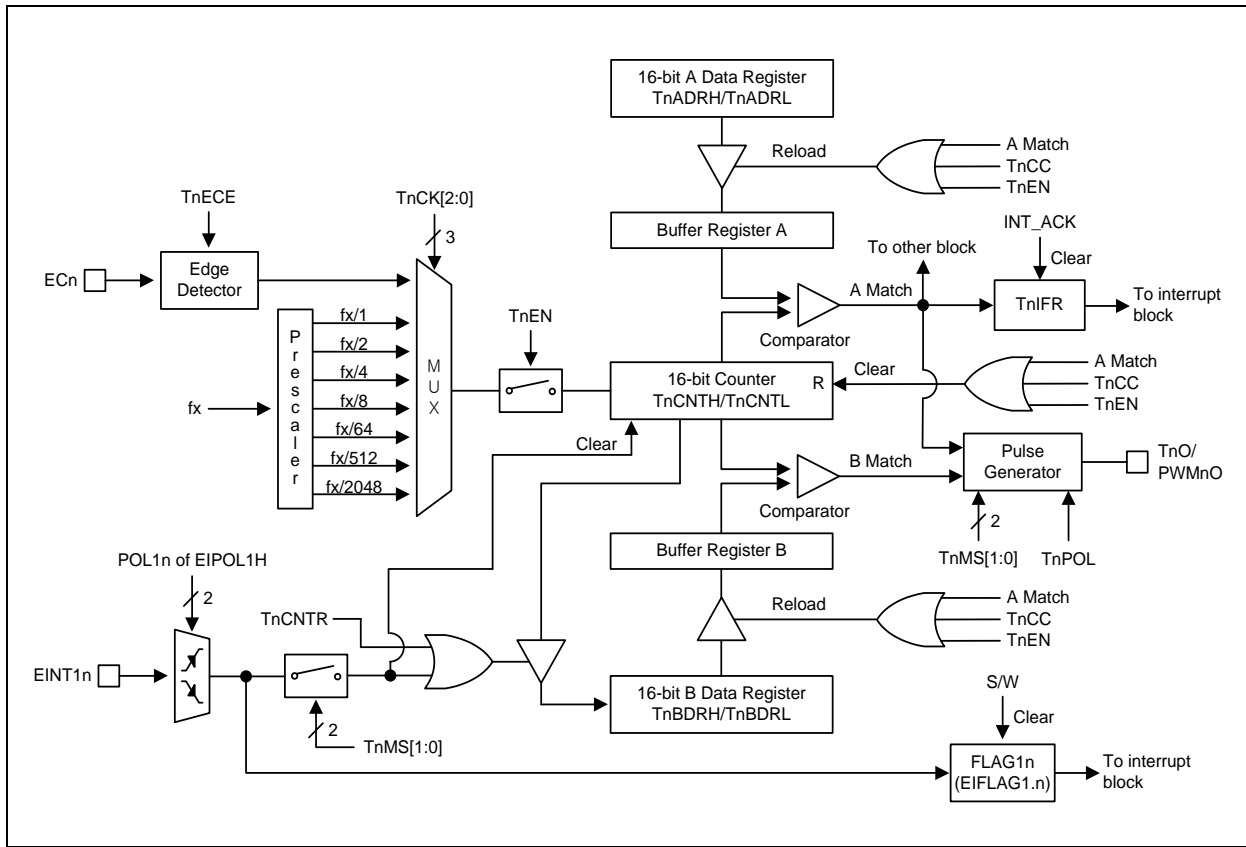 16-bit A Data Register
TnADRH/TnADRL
Reload
A Match
TnCC
TnEN
TnECE
TnCK[2:0]
3
Buffer Register A
INT_ACK
Clear
To other block
ECn
Edge
Detector
A Match
TnIFR
To interrupt
block
Comparator
Prescaler
fx/1
fx/2
fx/4
fx/8
fx/64
fx/512
fx/2048
fx
MUX
TnEN
16-bit Counter
TnCNTH/TnCNTL
R
Clear
A Match
TnCC
TnEN
Clear
B Match
Pulse
Generator
TnO/
PWMnO
Comparator
2
TnMS[1:0]
TnPOL
Buffer Register B
POL1n of EIPOL1H
2
Reload
A Match
TnCC
TnEN
TnCNTR
EINT1n
2
TnMS[1:0]
16-bit B Data Register
TnBDRH/TnBDRL
S/W
Clear
FLAG1n
(EIFLAG1.n)
To interrupt
block